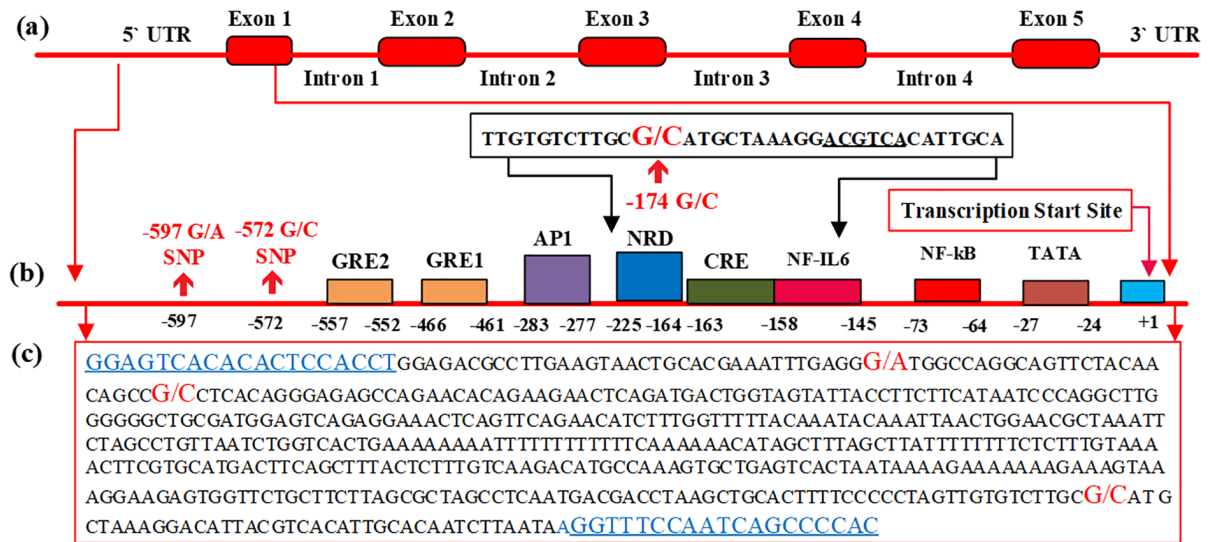 (a)
5` UTR Exon 1 Exon 2 Exon 3 Exon 4 Exon 5 3` UTR
Intron 1 Intron 2 Intron 3 Intron 4
TTGTGTCTTGCG/CATGCTAAAGGACGTCACATTGCA
-174 G/C
Transcription Start Site
-597 G/A SNP
-572 G/C SNP
(b)
GRE2 GRE1 AP1 NRD CRE NF-IL6 NF-kB TATA
-597 -572 -557 -552 -466 -461 -283 -277 -225 -164 -163 -158 -145 -73 -64 -27 -24 +1
(c)
GGAGTCACACACTCCACCTGGAGACGCCTTGAAGTAACTGCACGAAATTTGAGGG/ATGGCCAGGCAGTTCTACAA
CAGCCG/CCTCACAGGGAGAGCCAGAACACAGAAGAACTCAGATGACTGGTAGTATTACCTTCTTCATAATCCCAGGCTTG
GGGGGCTGCGATGGAGTCAGAGGAAACTCAGTTCAGAACATCTTTGGTTTTTACAAATACAAATTAACTGGAACGCTAAATT
CTAGCCTGTTAATCTGGTCACTGAAAAAAAATTTTTTTTTTTTCAAAAAACATAGCTTTAGCTTATTTTTTTTCTCTTTGTAAA
ACTTCGTGCATGACTTCAGCTTTACTCTTTGTCAAGACATGCCAAAGTGCTGAGTCACTAATAAAAGAAAAAAAGAAAGTAA
AGGAAGAGTGGTTCTGCTTCTTAGCGCTAGCCTCAATGACGACCTAAGCTGCACTTTTCCCCCTAGTTGTGTCTTGCG/CATG
CTAAAGGACATTACGTCACATTGCACAATCTTAATAAGGTTTCCAATCAGCCCCAC